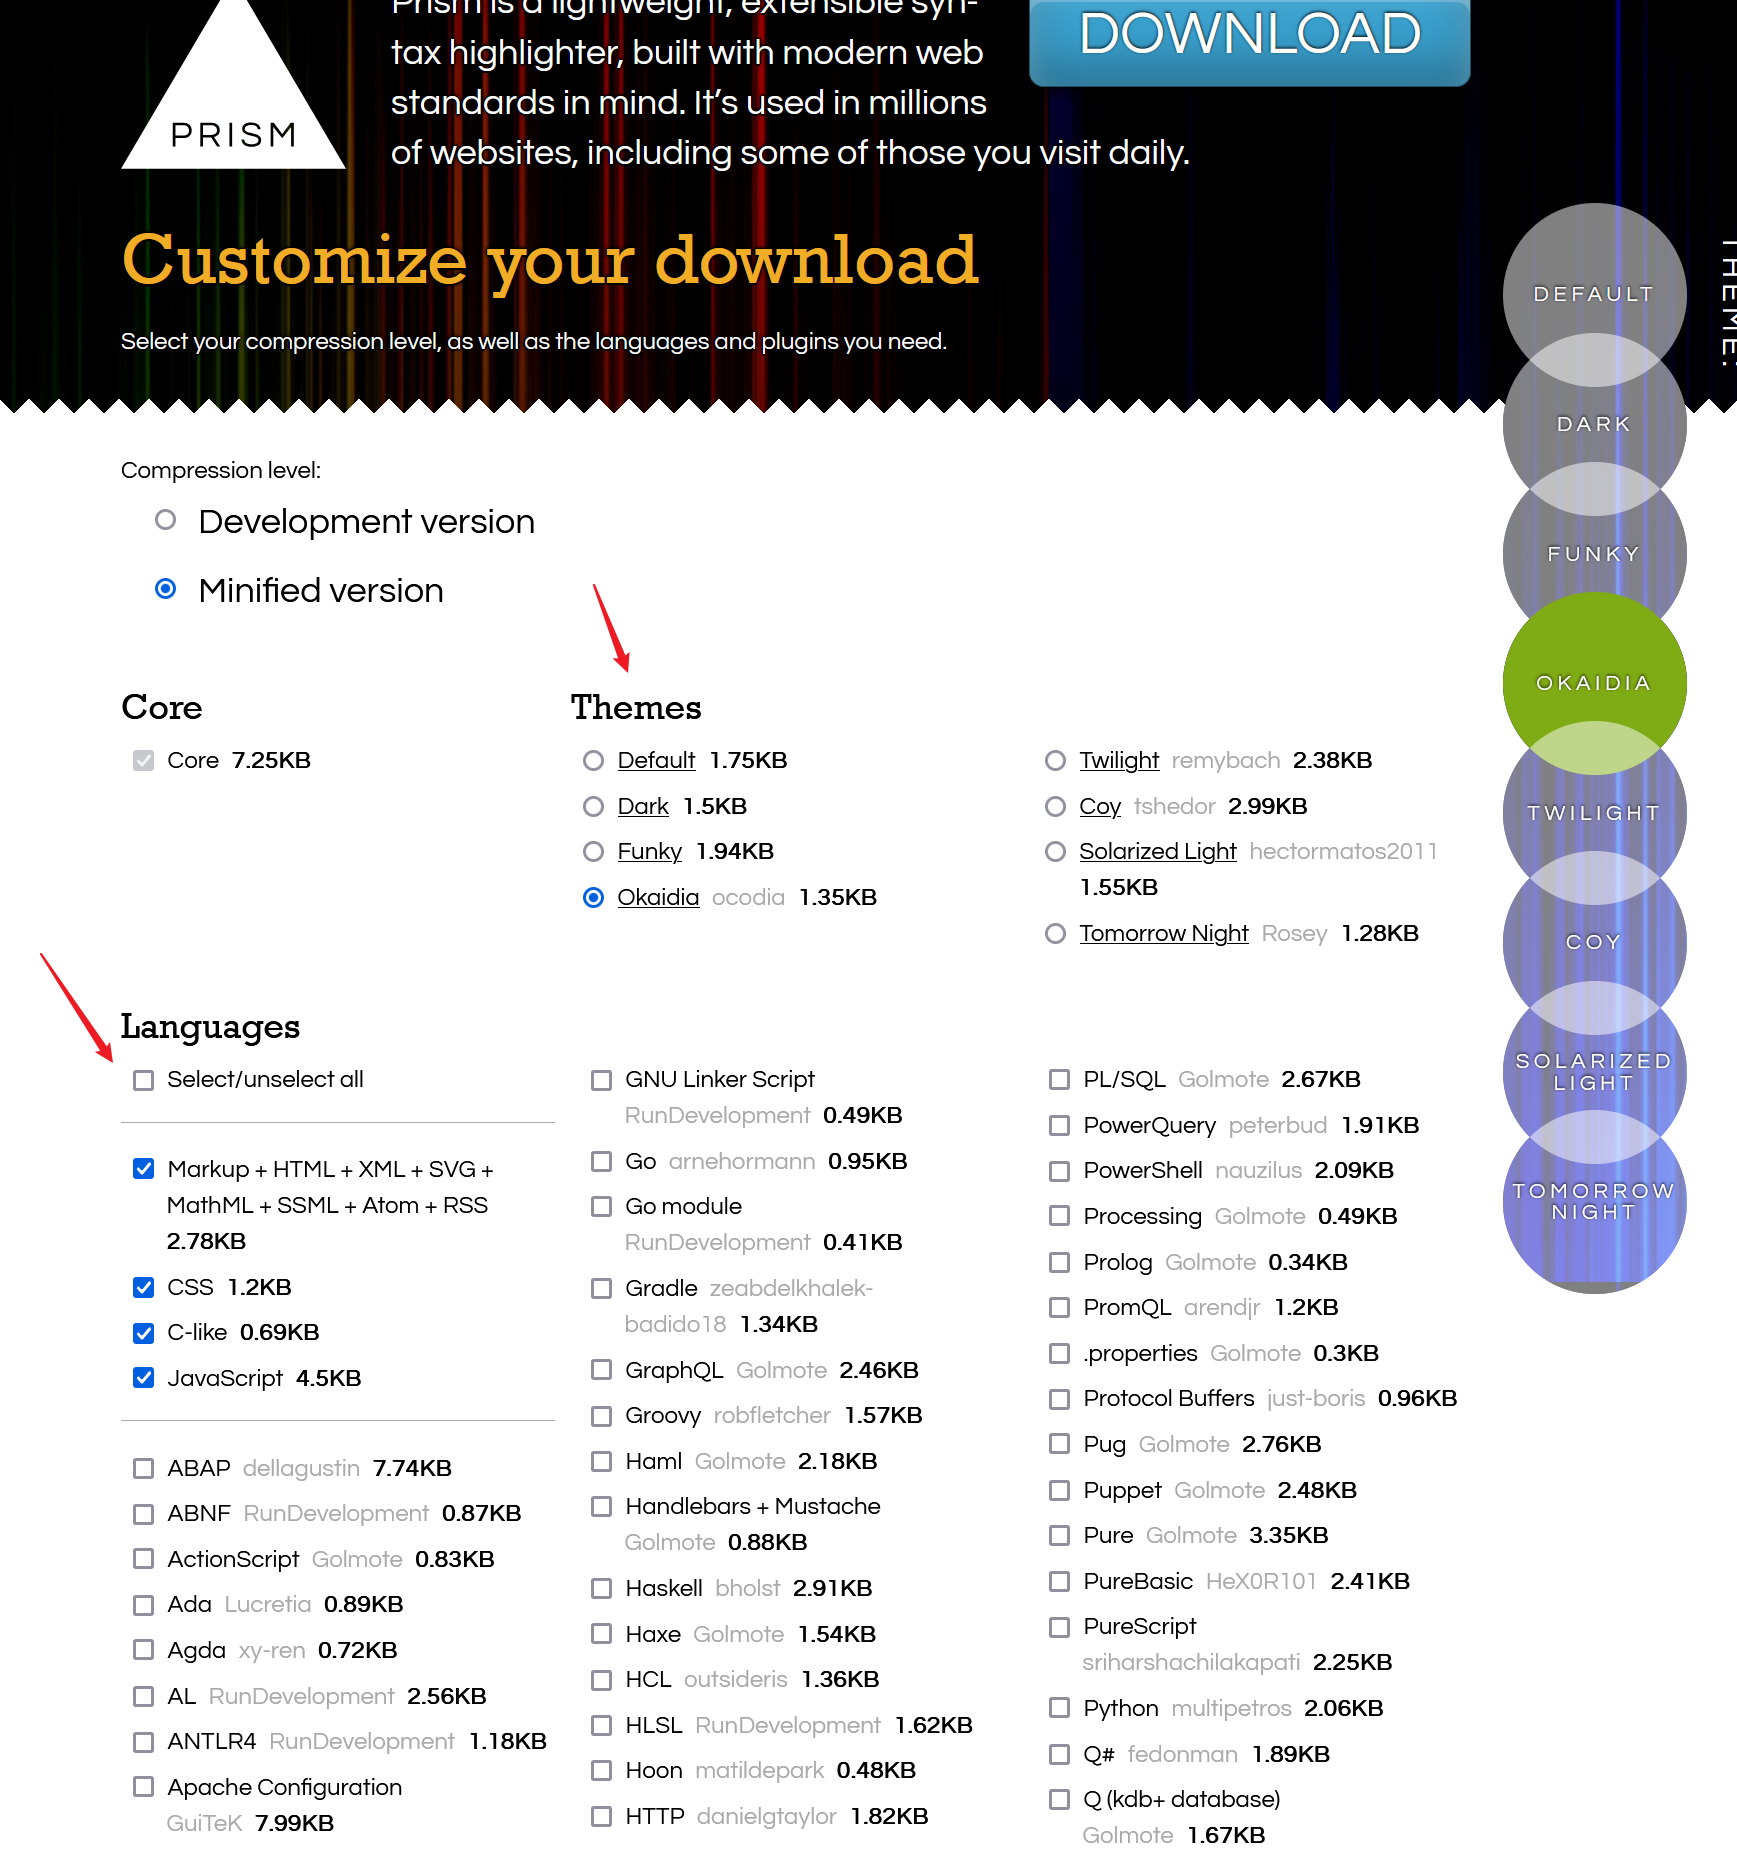 Prism is a lightweight, extensible syn-
tax highlighter, built with modern web
standards in mind. It's used in millions
of websites, including some of those you visit daily.
PRISM
DOWNLOAD
Customize your download
Select your compression level, as well as the languages and plugins you need.
THEME:
DEFAULT
DARK
FUNKY
OKAIDIA
TWILIGHT
COY
SOLARIZED
LIGHT
TOMORROW
NIGHT
Compression level:
Development version
Minified version
Core
Core 7.25KB
Themes
Default 1.75KB
Dark 1.5KB
Funky 1.94KB
Okaidia ocodia 1.35KB
Twilight remybach 2.38KB
Coy tshedor 2.99KB
Solarized Light hectormatos2011
1.55KB
Tomorrow Night Rosey 1.28KB
Languages
Select/unselect all
Markup + HTML + XML + SVG +
MathML + SSML + Atom + RSS
2.78KB
CSS 1.2KB
C-like 0.69KB
JavaScript 4.5KB
ABAP dellagustin 7.74KB
ABNF RunDevelopment 0.87KB
ActionScript Golmote 0.83KB
Ada Lucretia 0.89KB
Agda xy-ren 0.72KB
AL RunDevelopment 2.56KB
ANTLR4 RunDevelopment 1.18KB
Apache Configuration
GuiTeK 7.99KB
GNU Linker Script
RunDevelopment 0.49KB
Go arnehormann 0.95KB
Go module
RunDevelopment 0.41KB
Gradle zeabdelkhalek-
badido18 1.34KB
GraphQL Golmote 2.46KB
Groovy robfletcher 1.57KB
Haml Golmote 2.18KB
Handlebars + Mustache
Golmote 0.88KB
Haskell bholst 2.91KB
Haxe Golmote 1.54KB
HCL outsideris 1.36KB
HLSL RunDevelopment 1.62KB
Hoon matildepark 0.48KB
HTTP danielgtaylor 1.82KB
PL/SQL Golmote 2.67KB
PowerQuery peterbud 1.91KB
PowerShell nauzilus 2.09KB
Processing Golmote 0.49KB
Prolog Golmote 0.34KB
PromQL arendjr 1.2KB
.properties Golmote 0.3KB
Protocol Buffers just-boris 0.96KB
Pug Golmote 2.76KB
Puppet Golmote 2.48KB
Pure Golmote 3.35KB
PureBasic HeX0R101 2.41KB
PureScript
sriharshachilakapati 2.25KB
Python multipetros 2.06KB
Q# fedonman 1.89KB
Q (kdb+ database)
Golmote 1.67KB